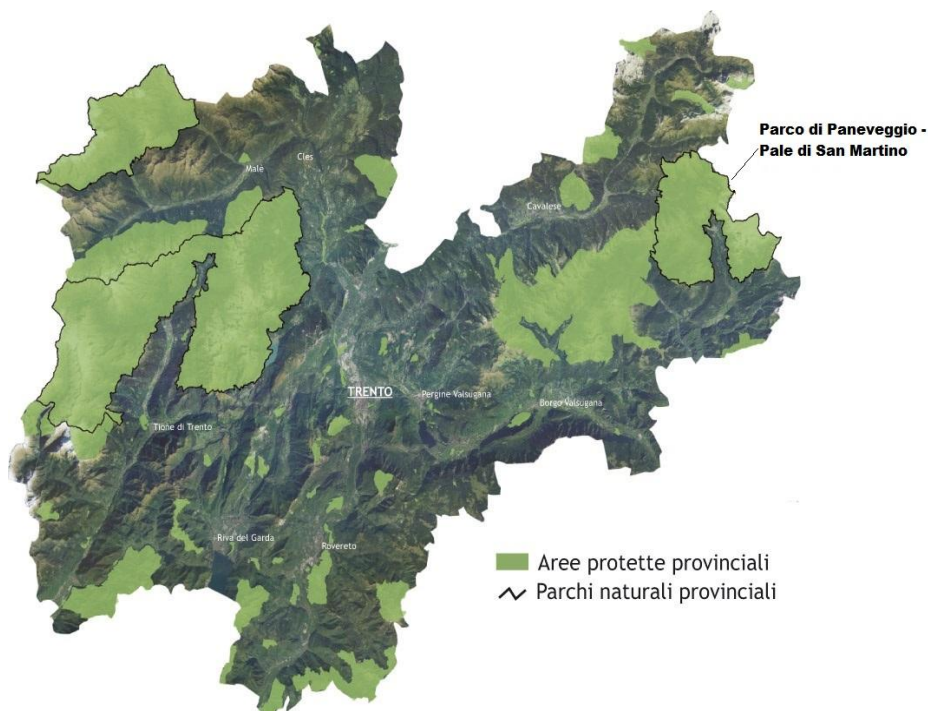 Parco di Paneveggio -
Pale di San Martino
Cles
Male
Cavalese
TRENTO
Pergine Valsugana
Borgo Valsugana
Tione di Trento
Riva del Garda
Rovereto
Aree protette provinciali
Parchi naturali provinciali